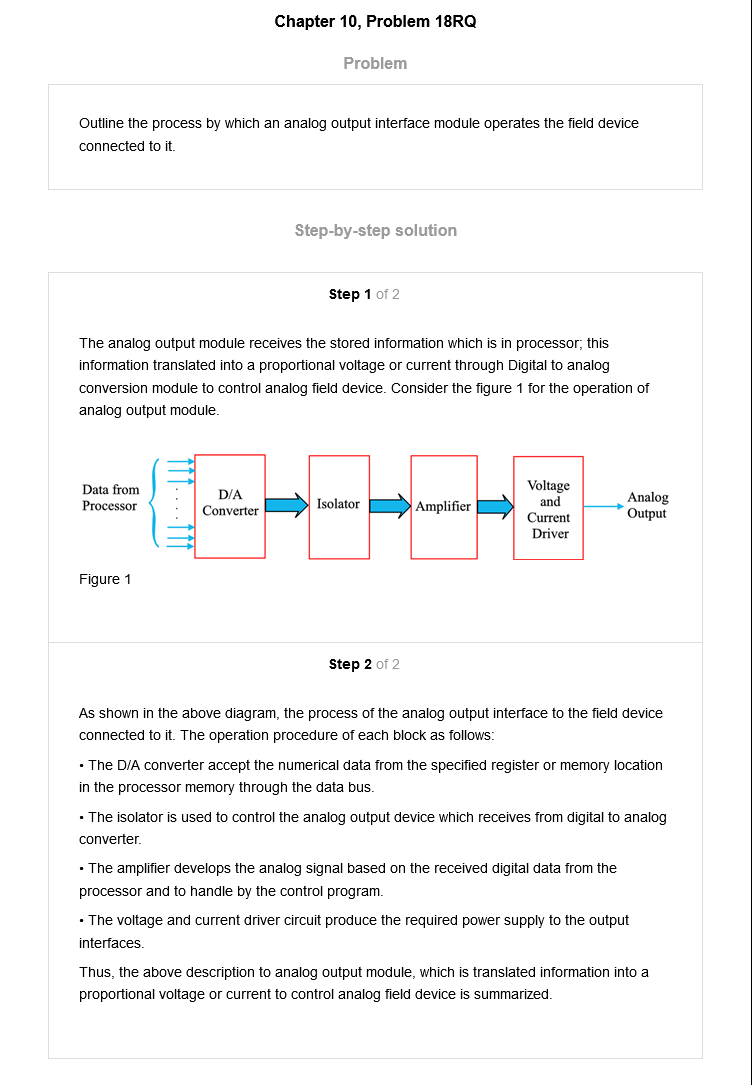 Chapter 10, Problem 18RQ
Problem
Outline the process by which an analog output interface module operates the field device
connected to it.
Step-by-step solution
Step 1 of 2
The analog output module receives the stored information which is in processor; this
information translated into a proportional voltage or current through Digital to analog
conversion module to control analog field device. Consider the figure 1 for the operation of
analog output module.
Data from
Processor
D/A
Converter
Isolator
Amplifier
Voltage
and
Current
Driver
Analog
Output
Figure 1
Step 2 of 2
As shown in the above diagram, the process of the analog output interface to the field device
connected to it. The operation procedure of each block as follows:
• The D/A converter accept the numerical data from the specified register or memory location
in the processor memory through the data bus.
• The isolator is used to control the analog output device which receives from digital to analog
converter.
• The amplifier develops the analog signal based on the received digital data from the
processor and to handle by the control program.
• The voltage and current driver circuit produce the required power supply to the output
interfaces.
Thus, the above description to analog output module, which is translated information into a
proportional voltage or current to control analog field device is summarized.